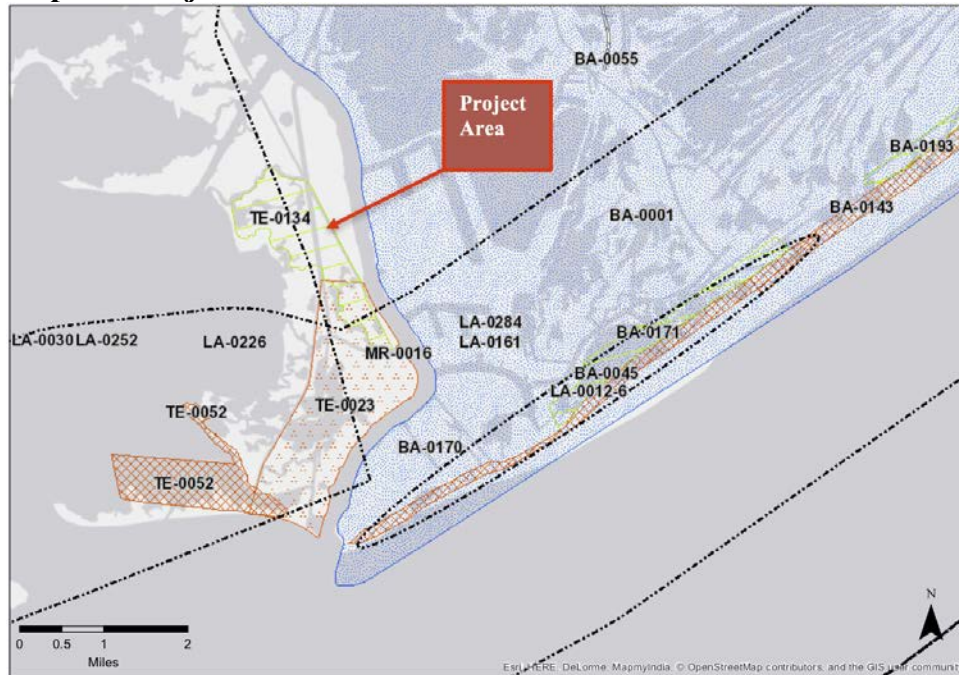 BA-0055
Project
Area
BA-0193
TE-0134
BA-0143
BA-0001
LA-0284
LA-0161
LA-0030 LA-0252
LA-0226
BA-0171
MR-0016
BA-0045
LA-0012-6
TE-0023
TE-0052
BA-0170
TE-0052
N
0 0.5 1 2
Miles
Esri, HERE, DeLorme, MapmyIndia, © OpenStreetMap contributors, and the GIS user community